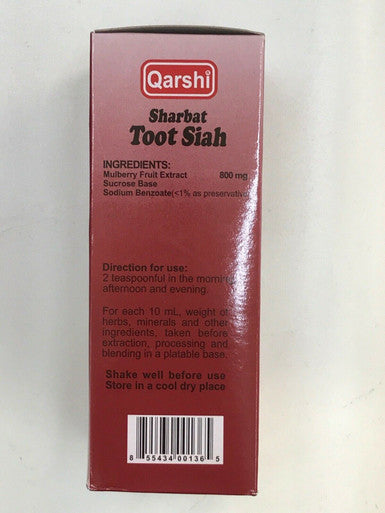 Qarshi
Sharbat
Toot Siah
INGREDIENTS:
Mulberry Fruit Extract 800 mg
Sucrose Base
Sodium Benzoate(<1% as preservative
Direction for use:
2 teaspoonful in the morning
afternoon and evening.
For each 10 mL, weight of
herbs, minerals and other
ingredients, taken before
extraction, processing and
blending in a platable base.
Shake well before use
Store in a cool dry place
8 55434 00136 5